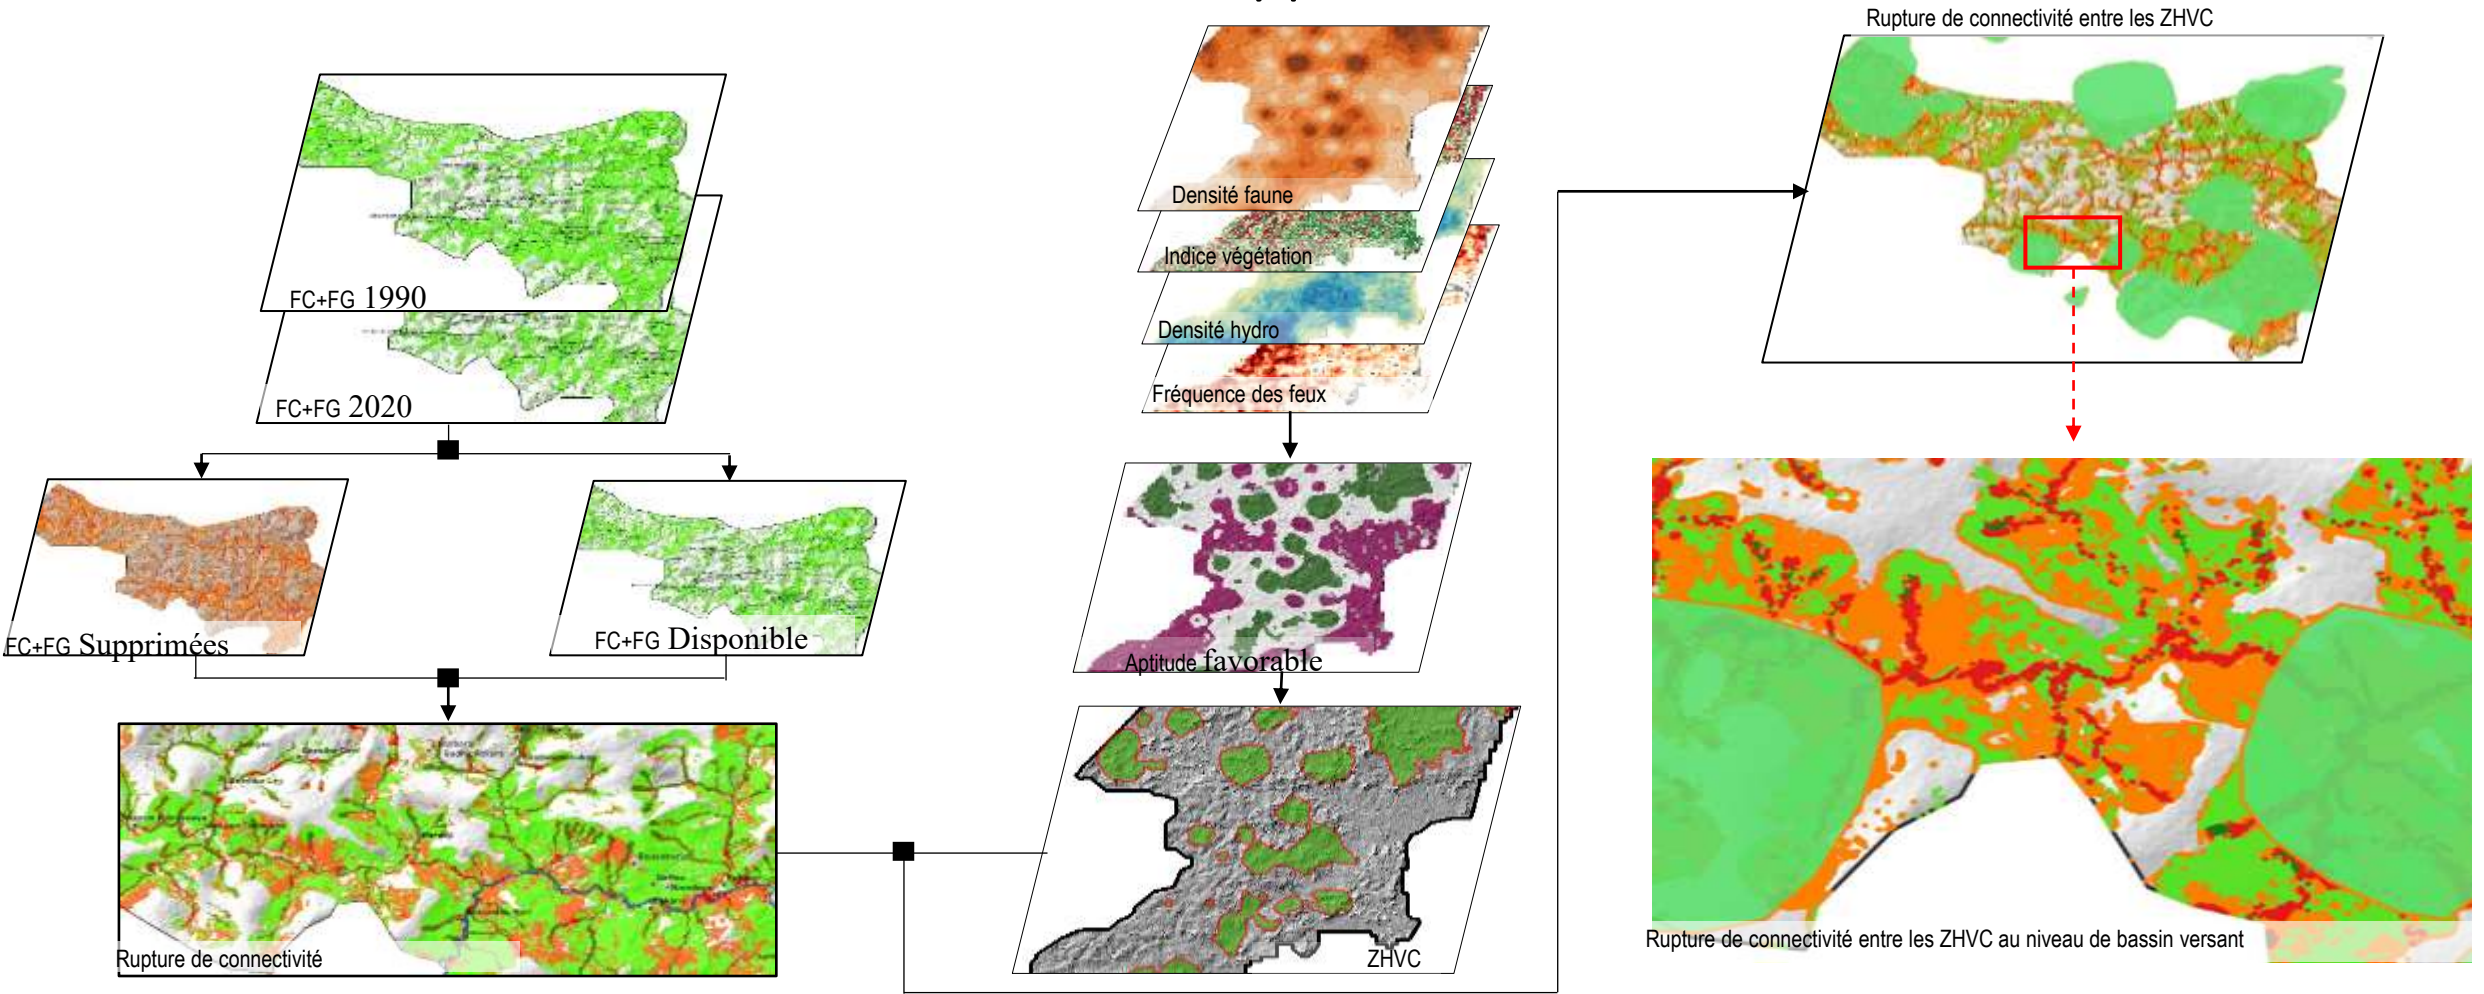 Rupture de connectivité entre les ZHVC
Densité faune
Indice végétation
Densité hydro
Fréquence des feux
FC+FG 1990
FC+FG 2020
FC+FG Supprimées
FC+FG Disponible
Aptitude favorable
Rupture de connectivité
ZHVC
Rupture de connectivité entre les ZHVC au niveau de bassin versant